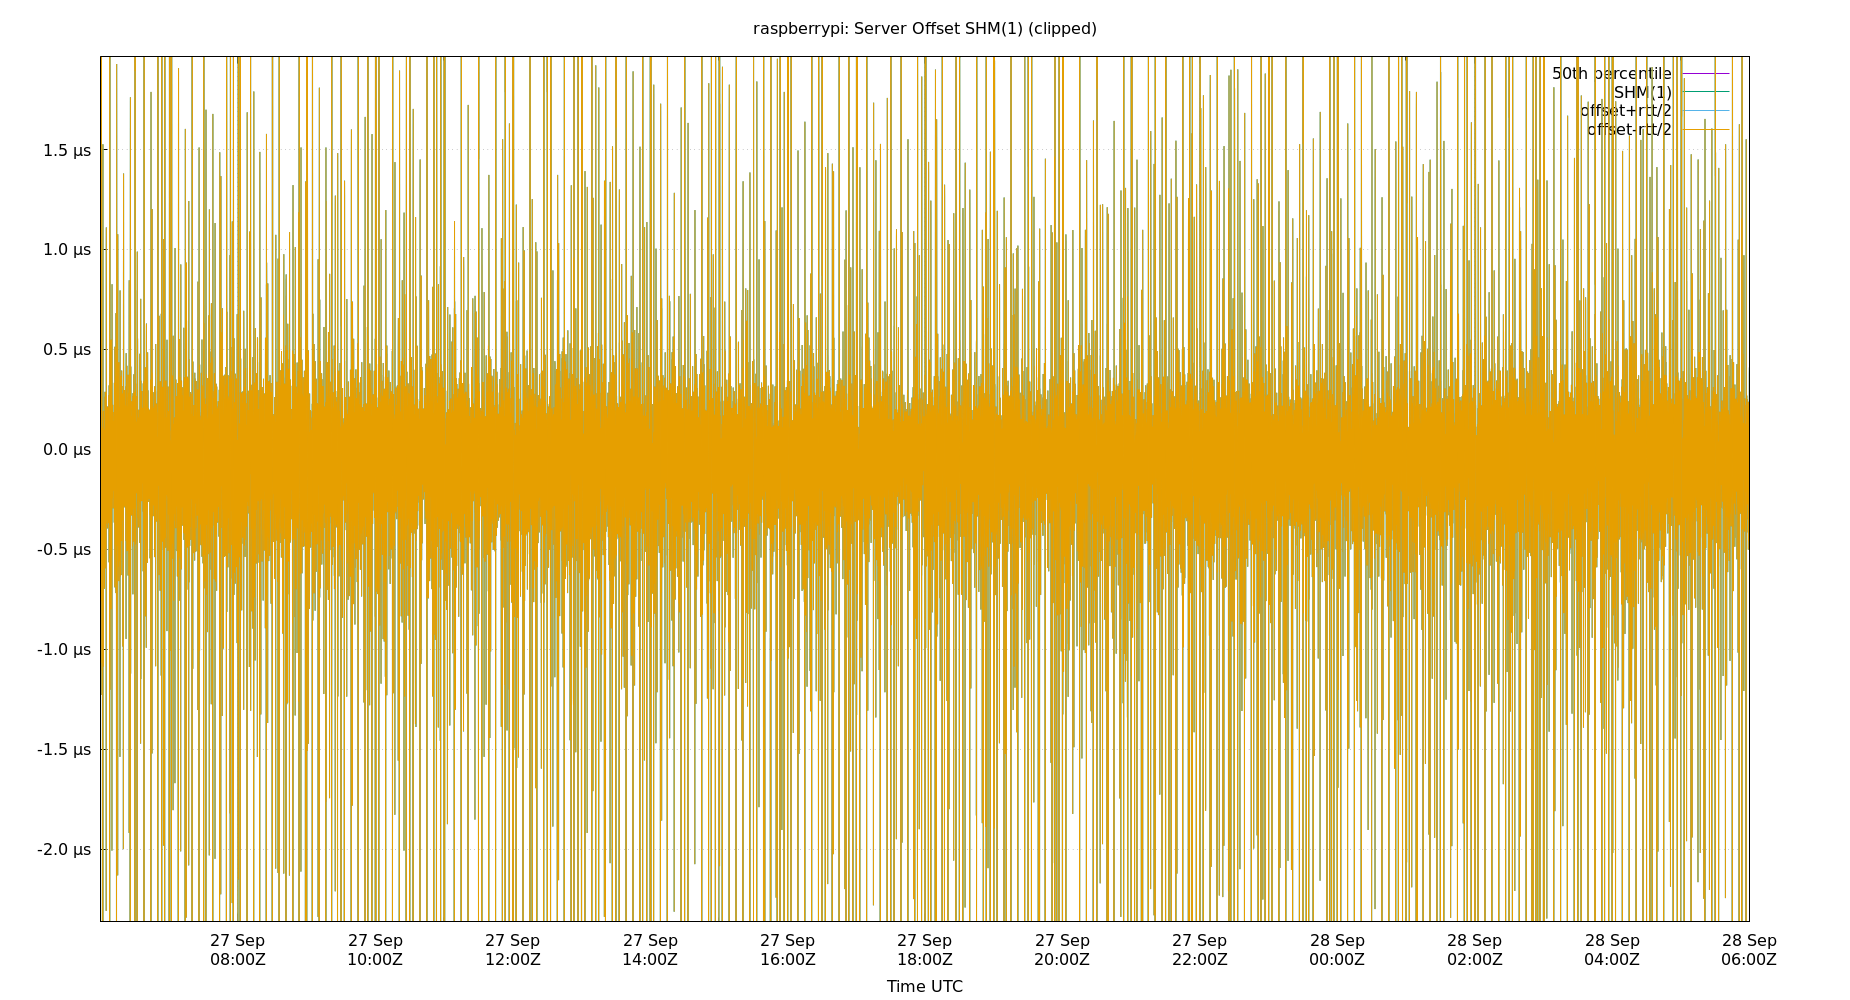 raspberrypi: Server Offset SHM(1) (clipped)
50th percentile
SHM(1)
offset+rtt/2
offset-rtt/2
1.5 µs
1.0 µs
0.5 µs
0.0 µs
-0.5 µs
-1.0 µs
-1.5 µs
-2.0 µs
27 Sep 27 Sep 27 Sep 27 Sep 27 Sep 27 Sep 27 Sep 27 Sep 28 Sep 28 Sep 28 Sep 28 Sep
08:00Z 10:00Z 12:00Z 14:00Z 16:00Z 18:00Z 20:00Z 22:00Z 00:00Z 02:00Z 04:00Z 06:00Z
Time UTC